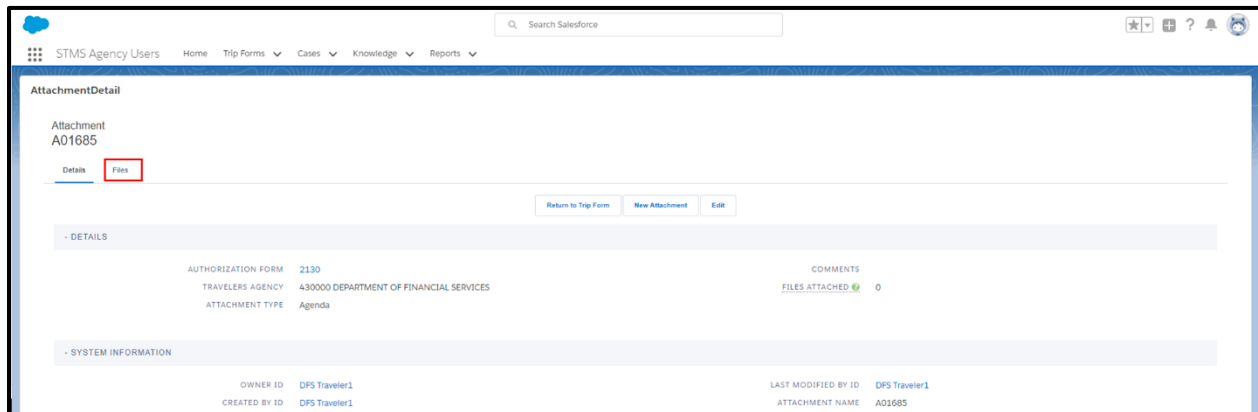 Search Salesforce
STMS Agency Users Home Trip Forms Cases Knowledge Reports
AttachmentDetail
Attachment
A01685
Details Files
Return to Trip Form New Attachment Edit
- DETAILS
AUTHORIZATION FORM 2130 COMMENTS
TRAVELERS AGENCY 430000 DEPARTMENT OF FINANCIAL SERVICES FILES ATTACHED 0
ATTACHMENT TYPE Agenda
- SYSTEM INFORMATION
OWNER ID DFS Traveler1 LAST MODIFIED BY ID DFS Traveler1
CREATED BY ID DFS Traveler1 ATTACHMENT NAME A01685